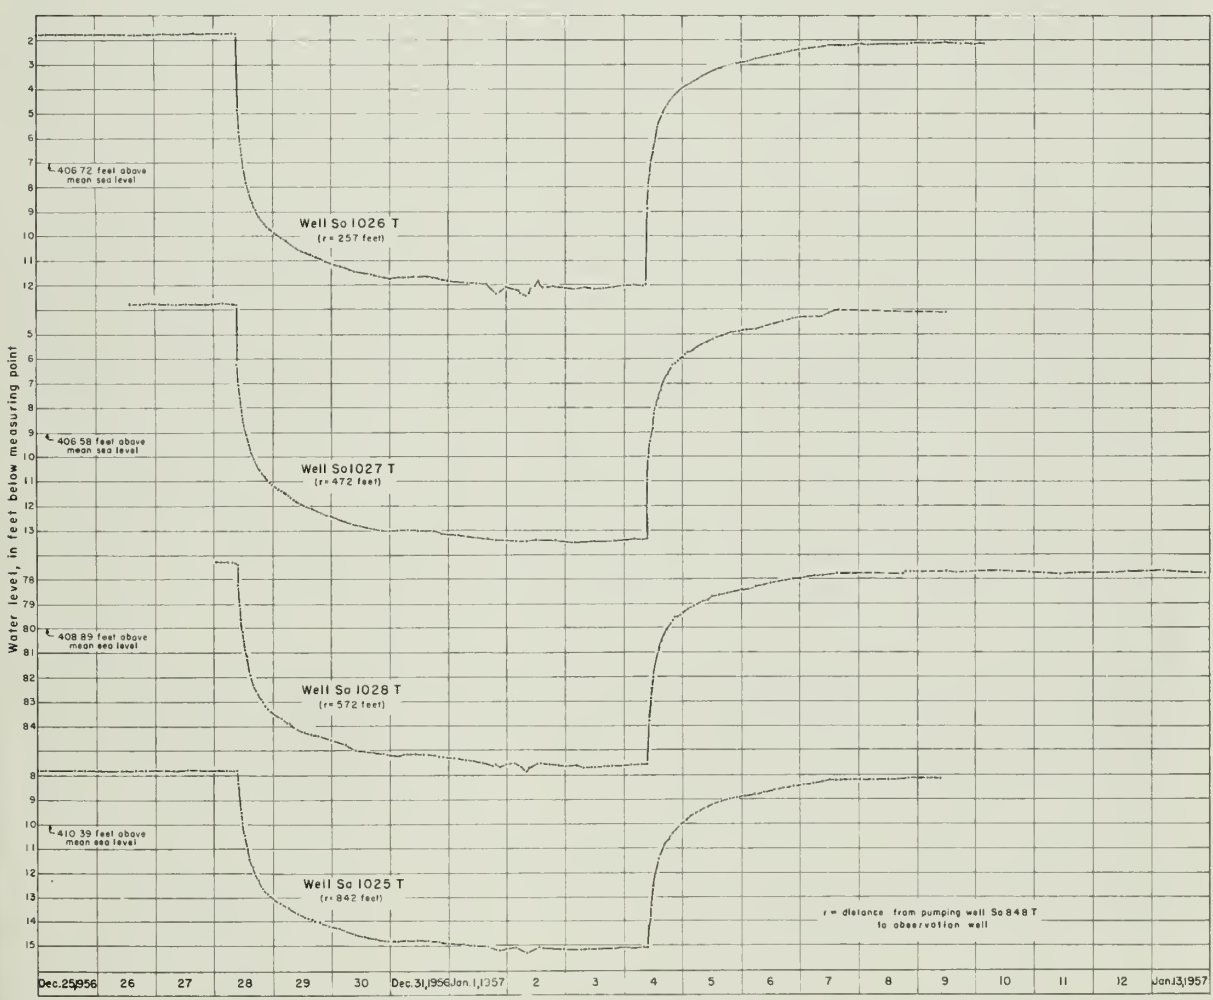 Water level, in feet below measuring point
2
3
4
5
6
7
406.72 feet above
mean sea level
8
9
Well Sa 1026 T
(r= 257 feet)
10
11
12
5
6
7
8
9
406.58 feet above
mean sea level
10
Well Sa 1027 T
(r= 472 feet)
11
12
13
78
79
80
408.89 feet above
mean sea level
81
82
Well Sa 1028 T
(r= 572 feet)
83
84
8
9
10
410.39 feet above
mean sea level
11
12
Well Sa 1025 T
(r= 842 feet)
13
14
15
r = distance from pumping well Sa 848 T
to observation well
Dec.25,1956 26 27 28 29 30 Dec.31,1956 Jan.1,1957 2 3 4 5 6 7 8 9 10 11 12 Jan.13,1957